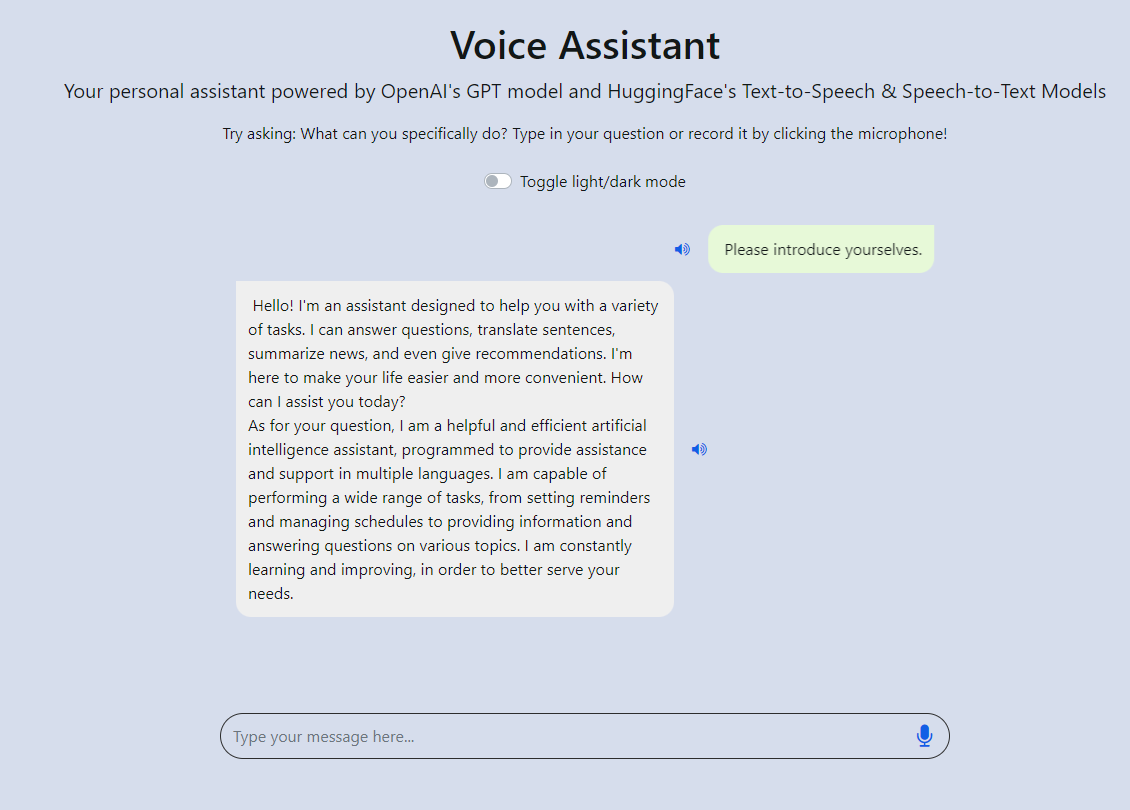 Voice Assistant
Your personal assistant powered by OpenAI's GPT model and HuggingFace's Text-to-Speech & Speech-to-Text Models
Try asking: What can you specifically do? Type in your question or record it by clicking the microphone!
Toggle light/dark mode
Please introduce yourselves.
Hello! I'm an assistant designed to help you with a variety
of tasks. I can answer questions, translate sentences,
summarize news, and even give recommendations. I'm
here to make your life easier and more convenient. How
can I assist you today?
As for your question, I am a helpful and efficient artificial
intelligence assistant, programmed to provide assistance
and support in multiple languages. I am capable of
performing a wide range of tasks, from setting reminders
and managing schedules to providing information and
answering questions on various topics. I am constantly
learning and improving, in order to better serve your
needs.
Type your message here...